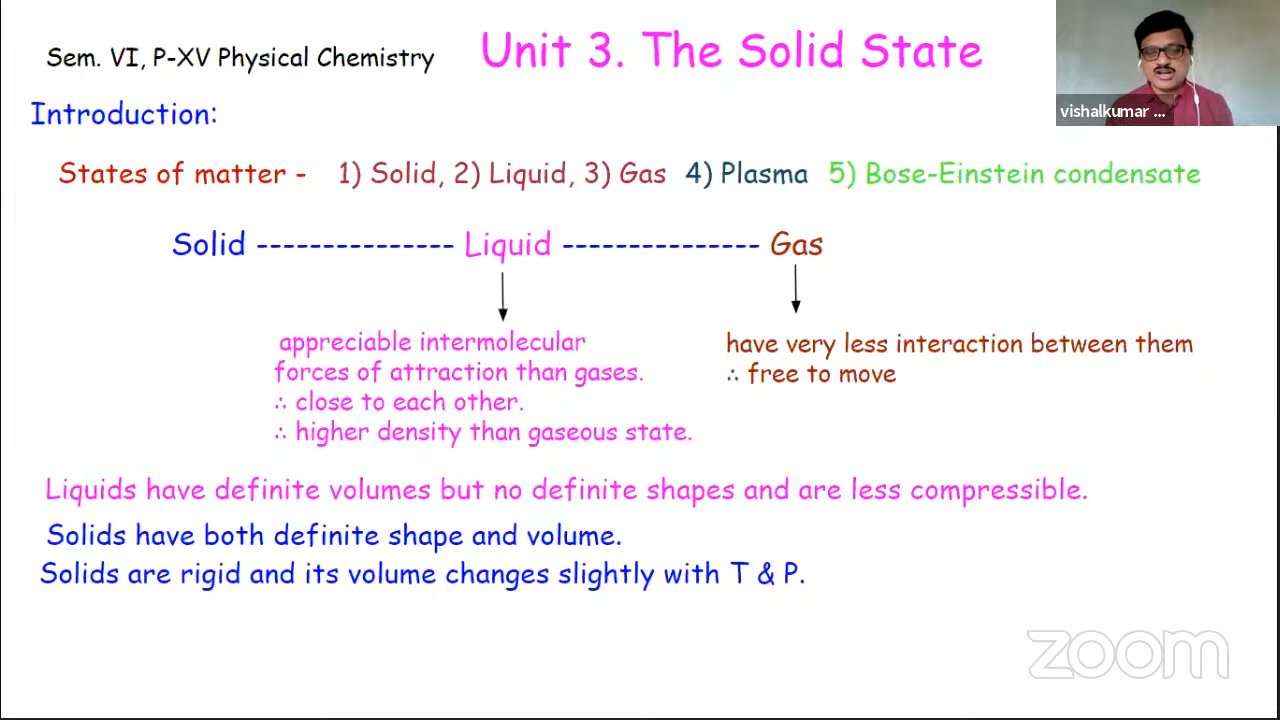 Sem. VI, P-XV Physical Chemistry Unit 3. The Solid State
vishalkumar ...
Introduction:
States of matter - 1) Solid, 2) Liquid, 3) Gas 4) Plasma 5) Bose-Einstein condensate
Solid --------------- Liquid --------------- Gas
appreciable intermolecular
forces of attraction than gases.
∴ close to each other.
∴ higher density than gaseous state.
have very less interaction between them
∴ free to move
Liquids have definite volumes but no definite shapes and are less compressible.
Solids have both definite shape and volume.
Solids are rigid and its volume changes slightly with T & P.
zoom